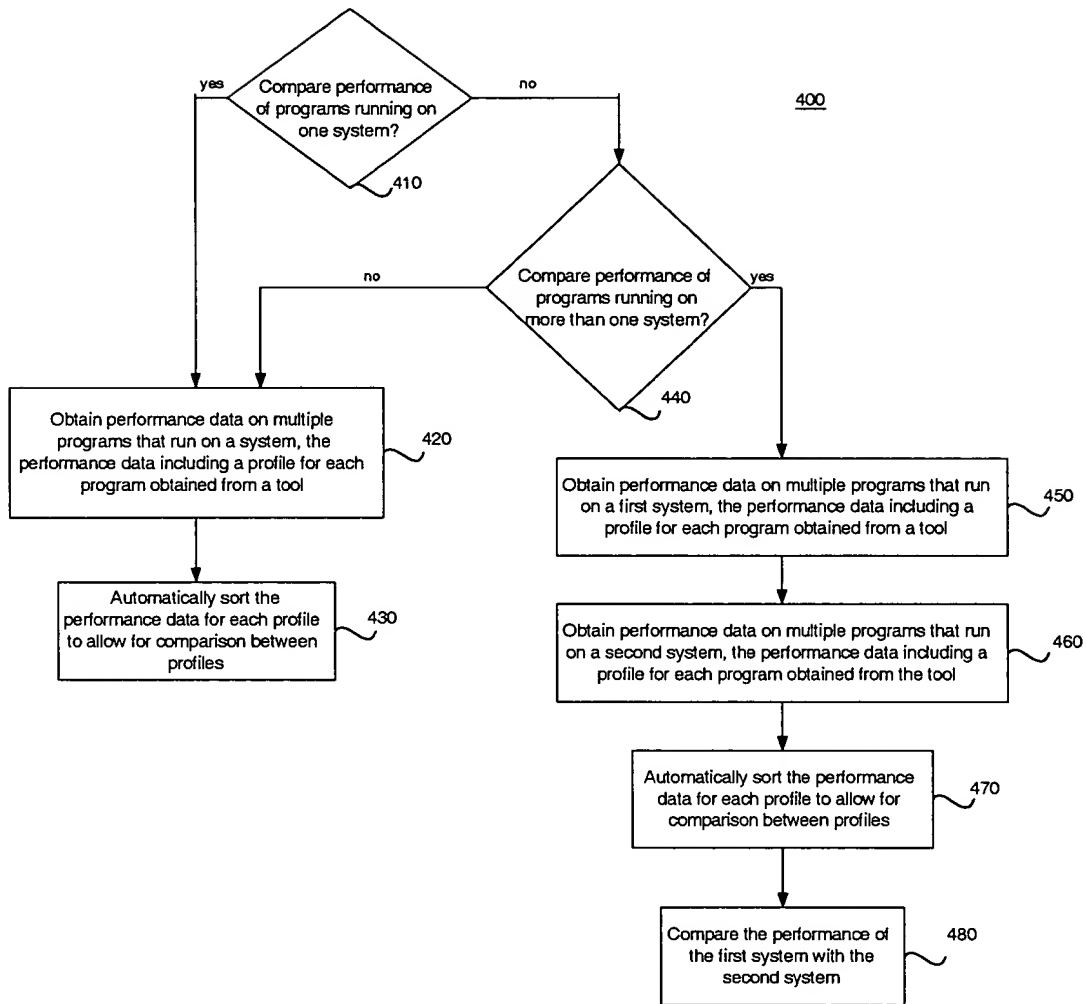 400
yes
no
Compare performance
of programs running on
one system?
410
no
yes
Compare performance of
programs running on
more than one system?
440
Obtain performance data on multiple
programs that run on a system, the
performance data including a profile for each
program obtained from a tool
420
Automatically sort the
performance data for each profile
to allow for comparison between
profiles
430
Obtain performance data on multiple programs that run
on a first system, the performance data including a
profile for each program obtained from a tool
450
Obtain performance data on multiple programs that run
on a second system, the performance data including a
profile for each program obtained from the tool
460
Automatically sort the performance
data for each profile to allow for
comparison between profiles
470
Compare the performance of
the first system with the
second system
480